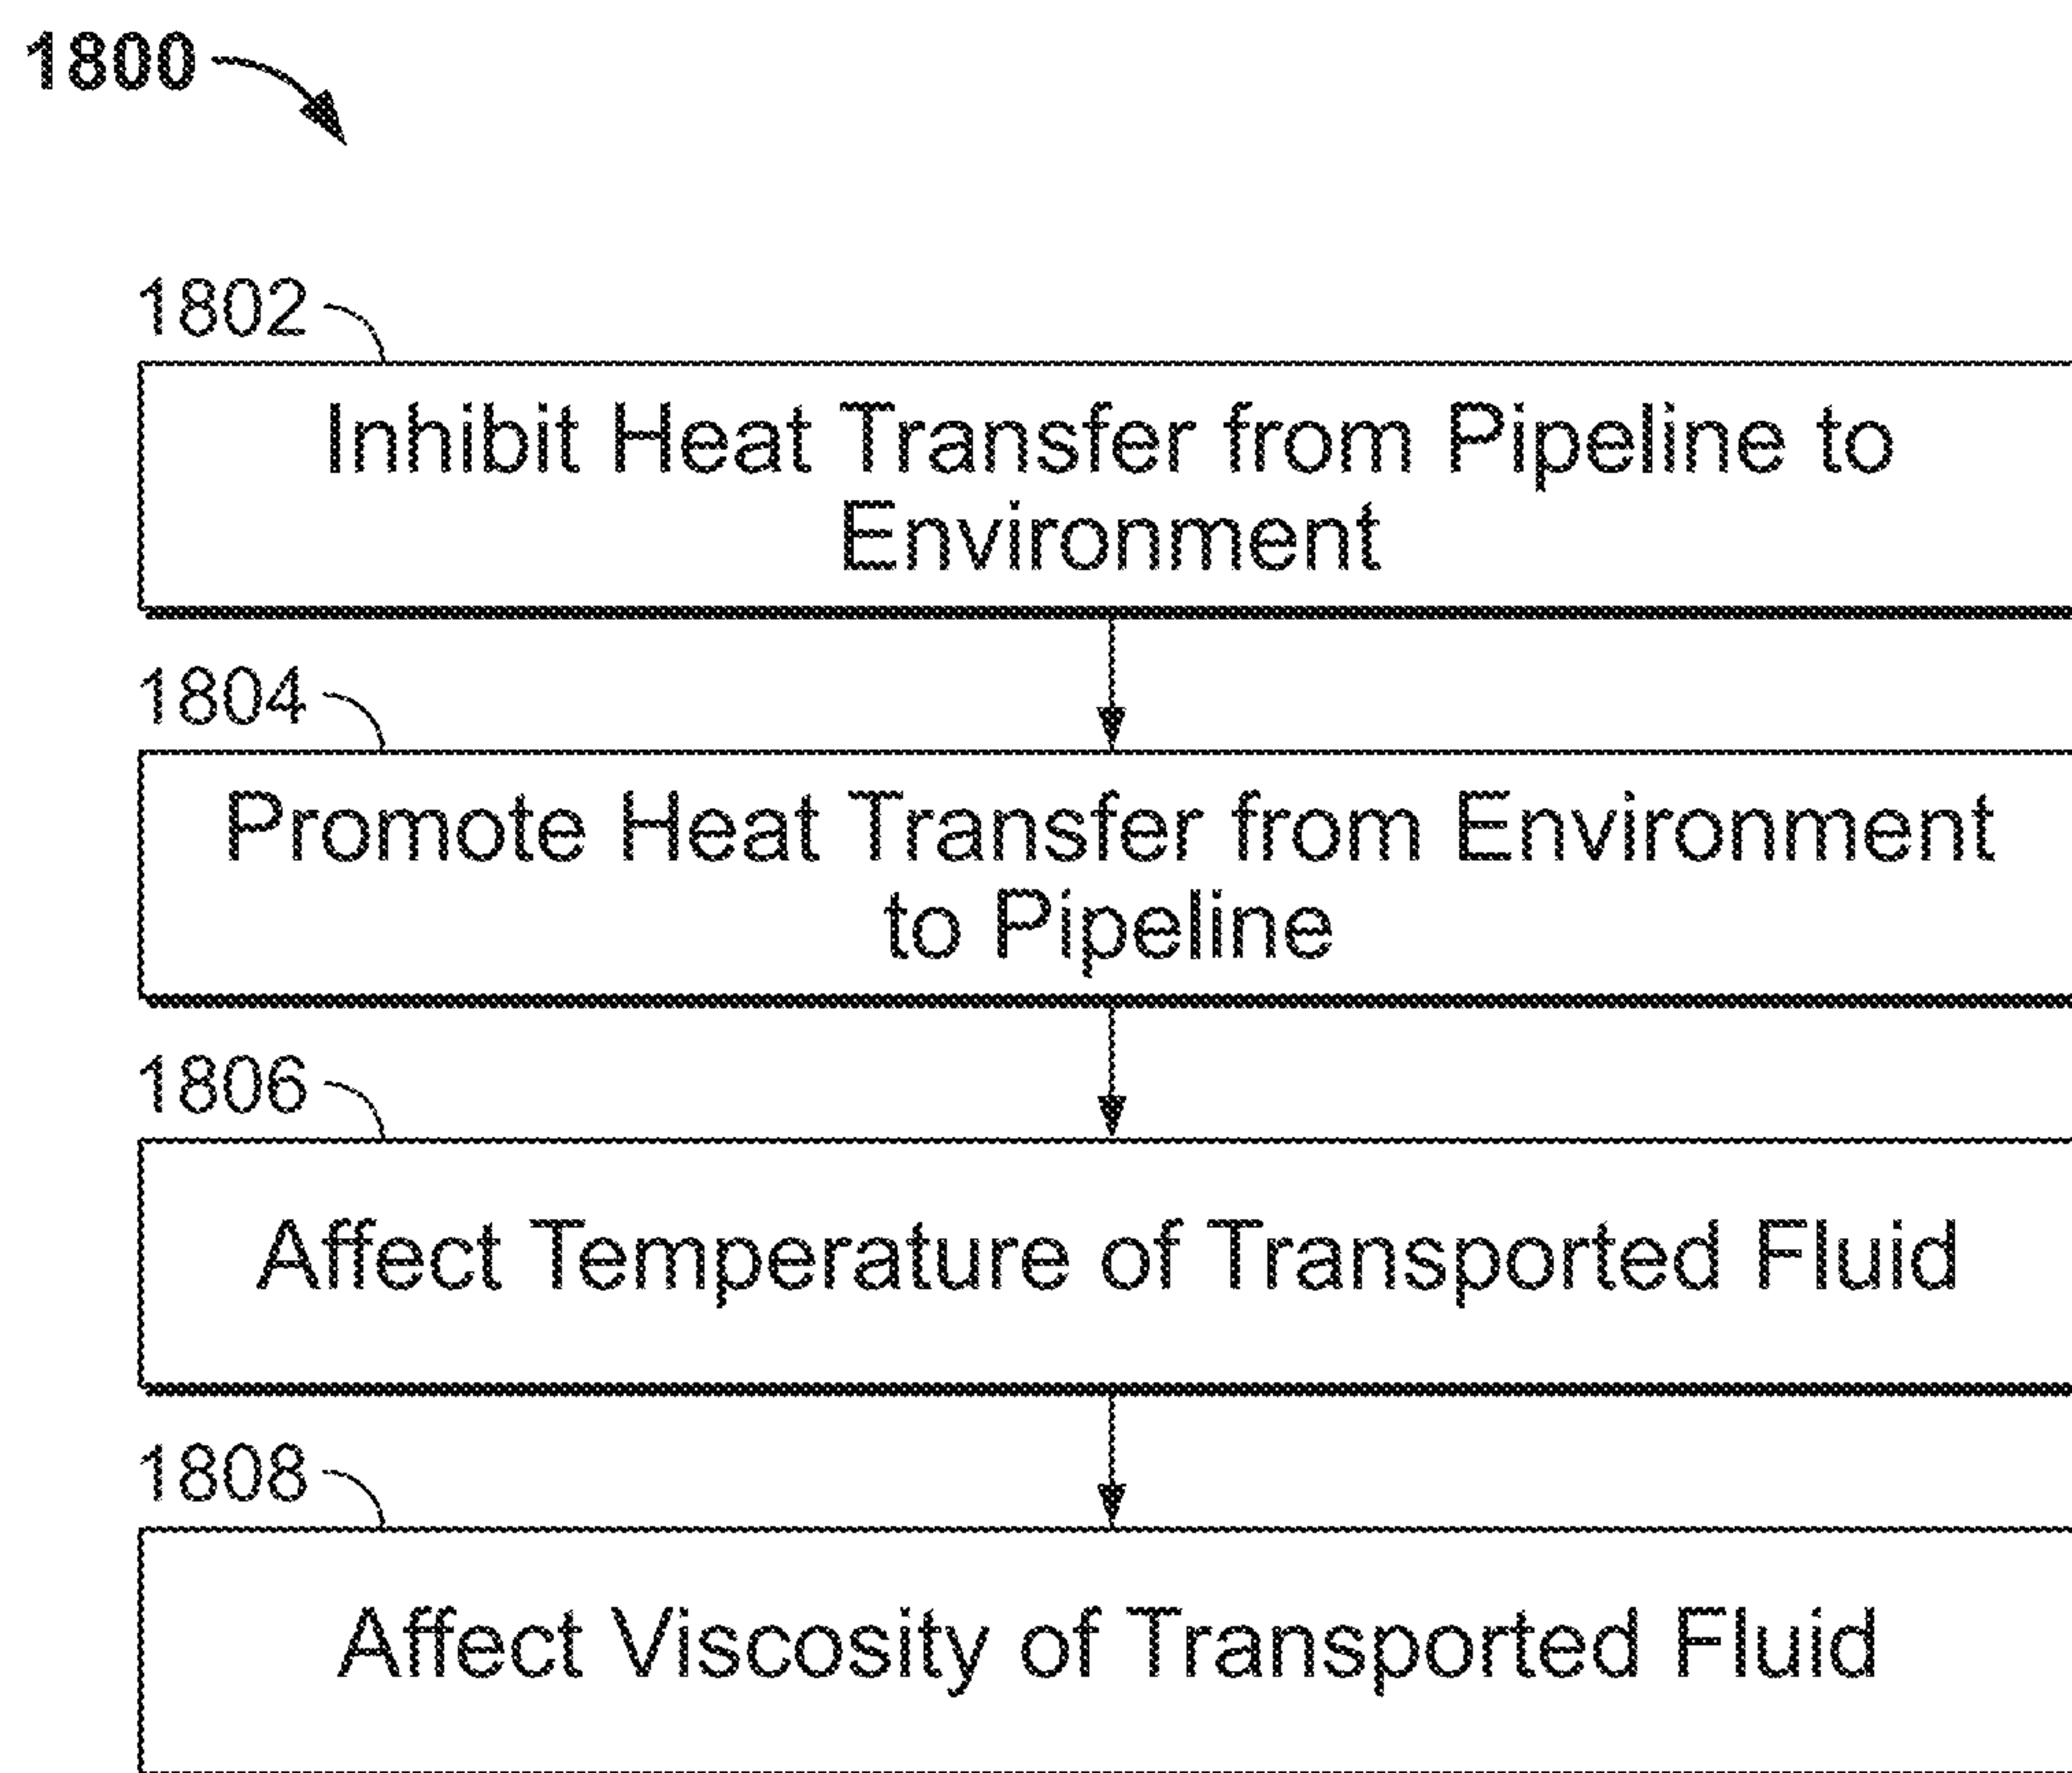 1800
1802
Inhibit Heat Transfer from Pipeline to
Environment
1804
Promote Heat Transfer from Environment
to Pipeline
1806
Affect Temperature of Transported Fluid
1808
Affect Viscosity of Transported Fluid